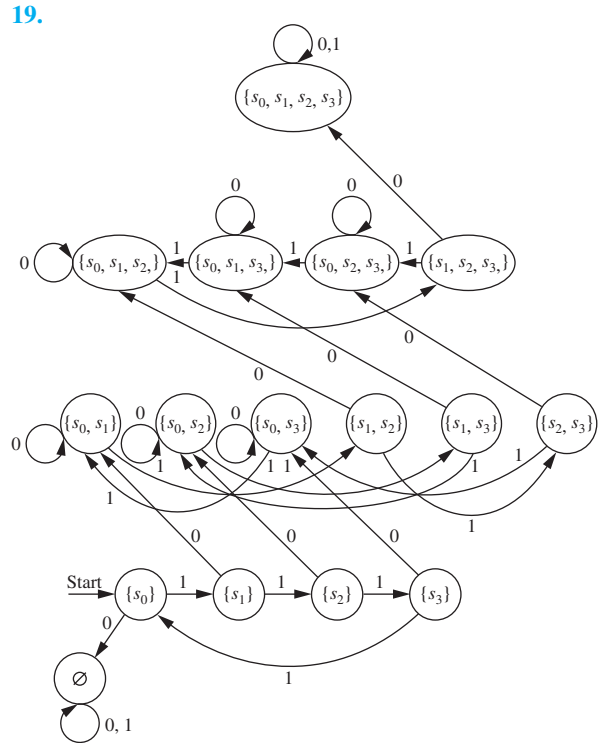 19.
0,1
{s0, s1, s2, s3}
0
0 0
0 {s0, s1, s2,} 1 {s0, s1, s3,} 1 {s0, s2, s3,} 1 {s1, s2, s3,}
1
0
0
0
0 0
0 {s0, s1} {s0, s2} {s0, s3} {s1, s2} {s1, s3} {s2, s3}
1 1 1 1 1
1 1
0 0 0
Start {s0} 1 {s1} 1 {s2} 1 {s3}
0
1
∅
0, 1